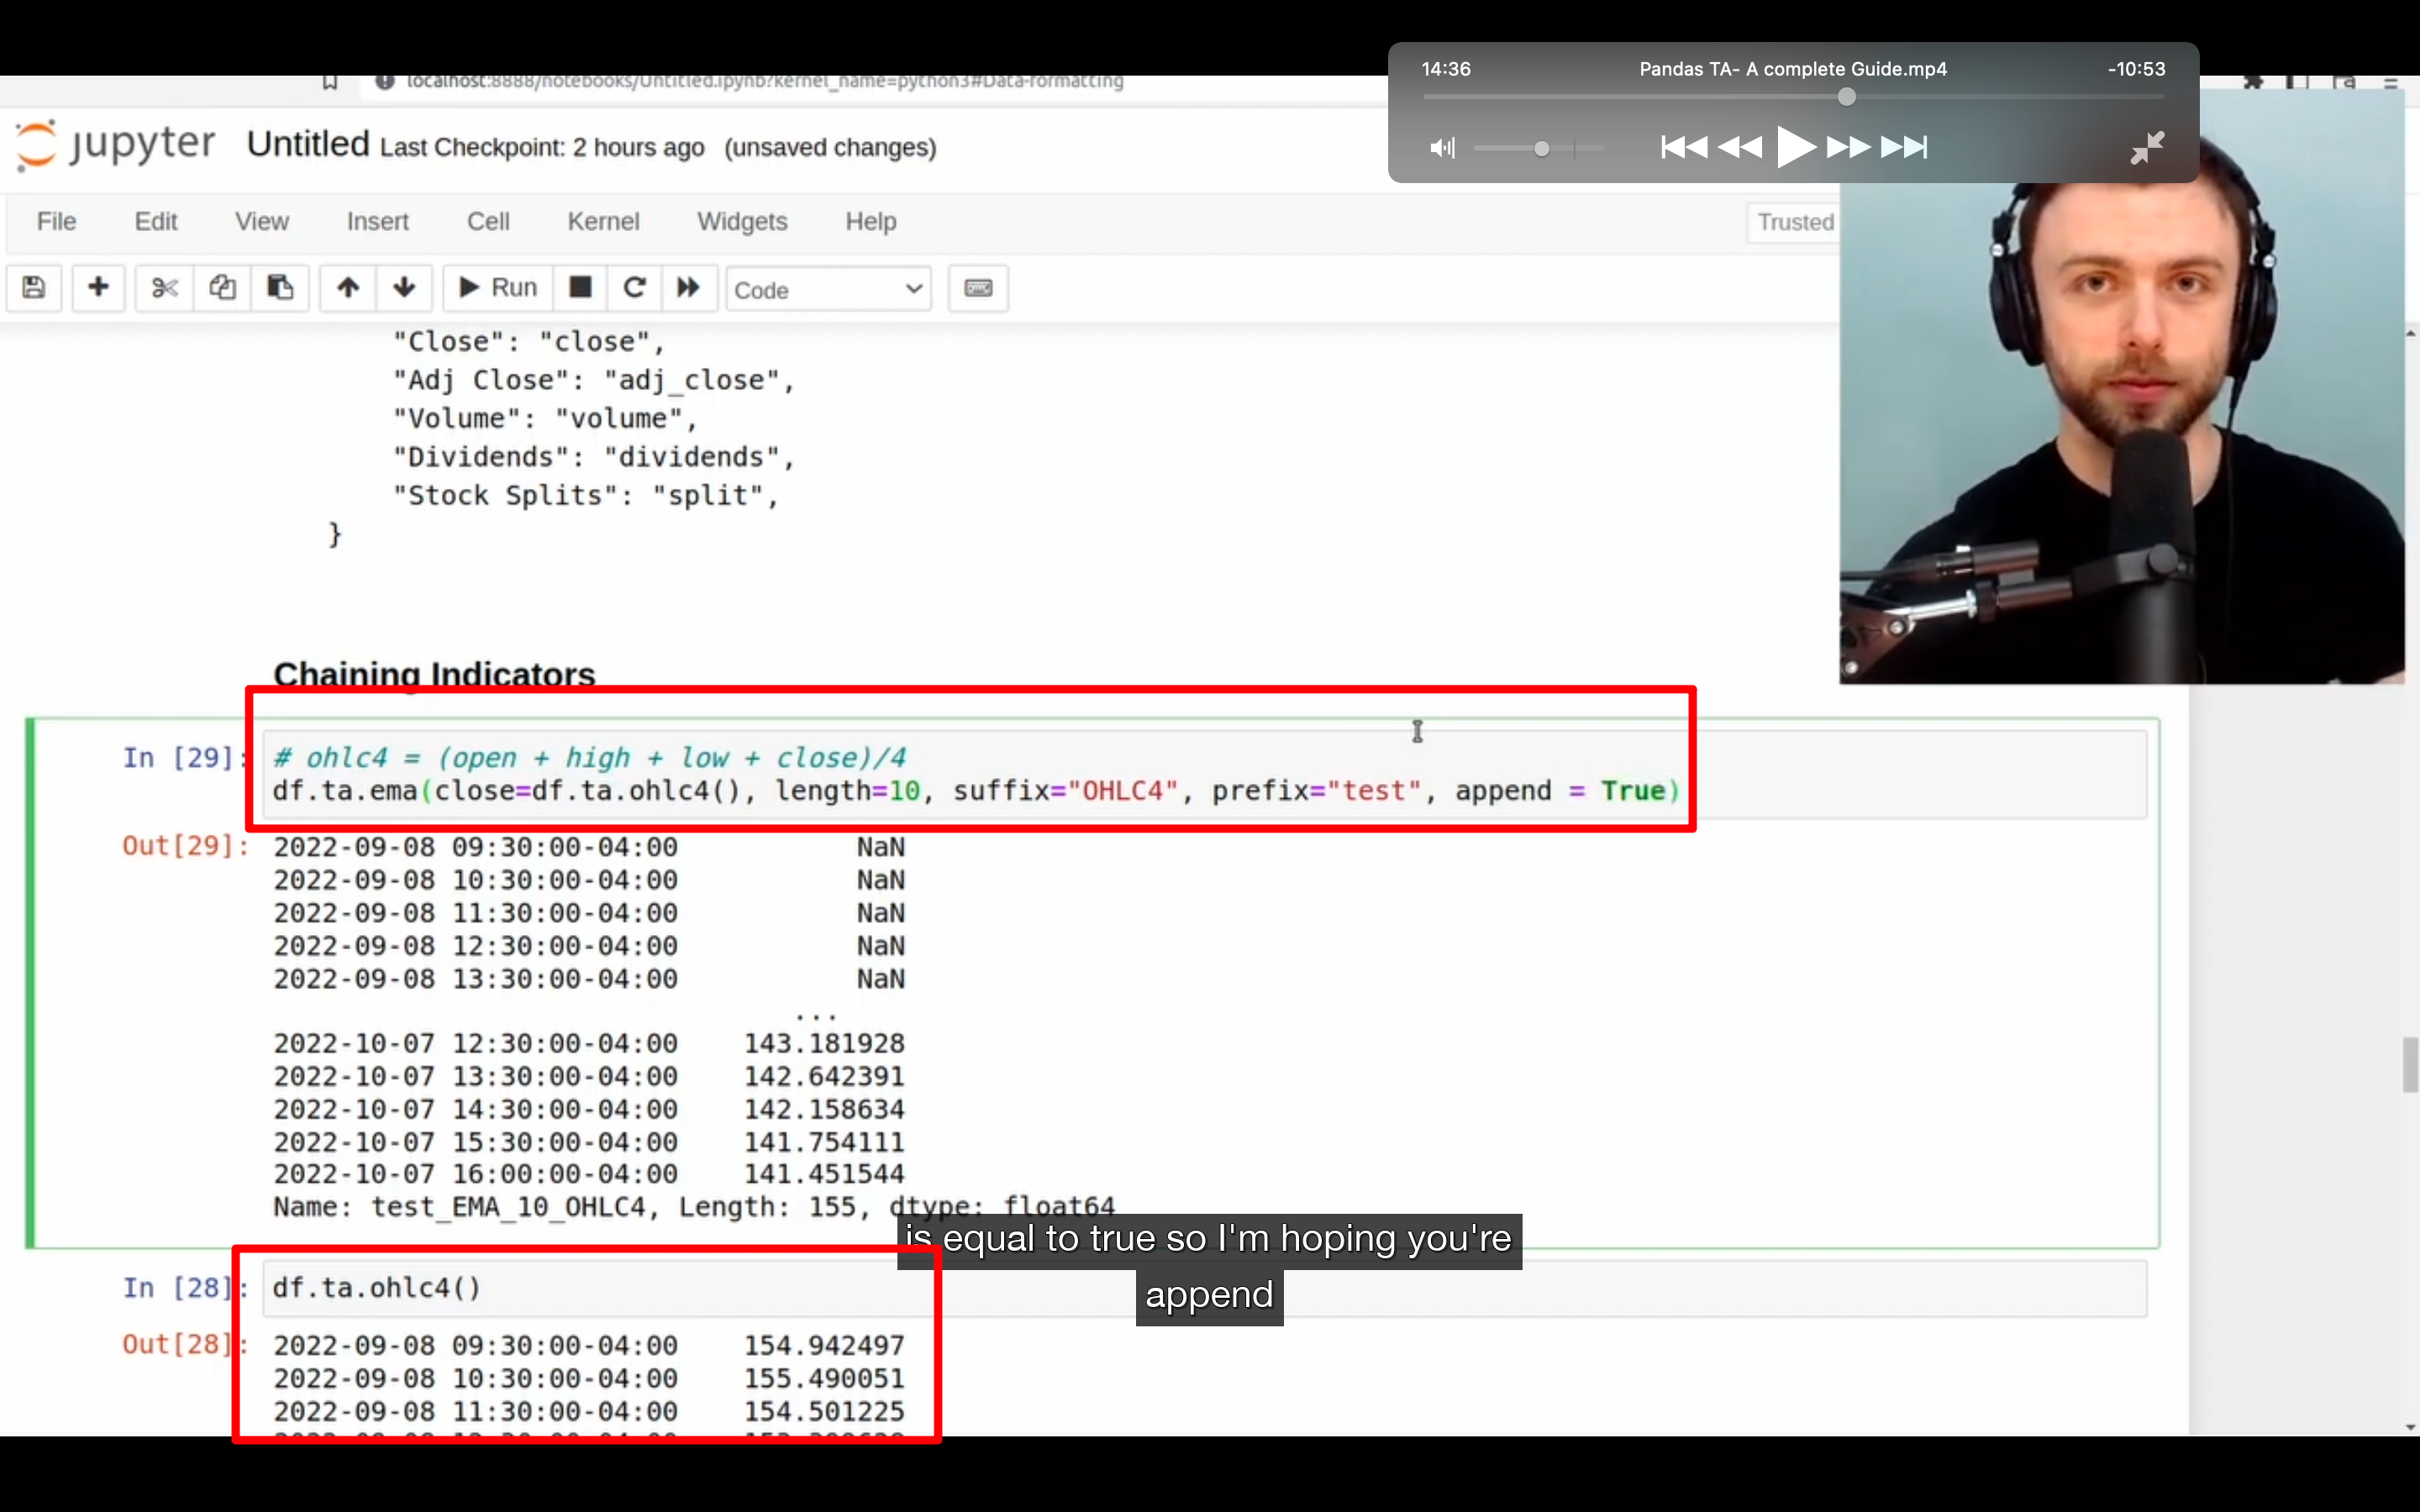 14:36 Pandas TA- A complete Guide.mp4 -10:53
localhost:8888/notebooks/Untitled.ipynb?kernel_name=python3#Data-formatting
jupyter Untitled Last Checkpoint: 2 hours ago (unsaved changes)
File Edit View Insert Cell Kernel Widgets Help Trusted
Run Code
"Close": "close",
"Adj Close": "adj_close",
"Volume": "volume",
"Dividends": "dividends",
"Stock Splits": "split",
}
Chaining Indicators
In [29]: # ohlc4 = (open + high + low + close)/4
df.ta.ema(close=df.ta.ohlc4(), length=10, suffix="OHLC4", prefix="test", append = True)
Out[29]: 2022-09-08 09:30:00-04:00 NaN
2022-09-08 10:30:00-04:00 NaN
2022-09-08 11:30:00-04:00 NaN
2022-09-08 12:30:00-04:00 NaN
2022-09-08 13:30:00-04:00 NaN
...
2022-10-07 12:30:00-04:00 143.181928
2022-10-07 13:30:00-04:00 142.642391
2022-10-07 14:30:00-04:00 142.158634
2022-10-07 15:30:00-04:00 141.754111
2022-10-07 16:00:00-04:00 141.451544
Name: test_EMA_10_OHLC4, Length: 155, dtype: float64
is equal to true so I'm hoping you're
append
In [28]: df.ta.ohlc4()
Out[28]: 2022-09-08 09:30:00-04:00 154.942497
2022-09-08 10:30:00-04:00 155.490051
2022-09-08 11:30:00-04:00 154.501225